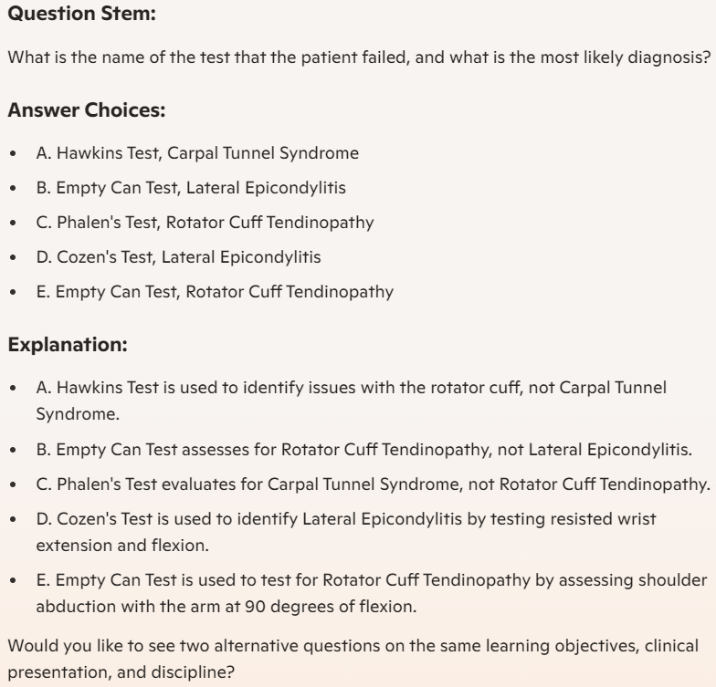 Question Stem:
What is the name of the test that the patient failed, and what is the most likely diagnosis?
Answer Choices:
• A. Hawkins Test, Carpal Tunnel Syndrome
• B. Empty Can Test, Lateral Epicondylitis
• C. Phalen's Test, Rotator Cuff Tendinopathy
• D. Cozen's Test, Lateral Epicondylitis
• E. Empty Can Test, Rotator Cuff Tendinopathy
Explanation:
• A. Hawkins Test is used to identify issues with the rotator cuff, not Carpal Tunnel
Syndrome.
• B. Empty Can Test assesses for Rotator Cuff Tendinopathy, not Lateral Epicondylitis.
• C. Phalen's Test evaluates for Carpal Tunnel Syndrome, not Rotator Cuff Tendinopathy.
• D. Cozen's Test is used to identify Lateral Epicondylitis by testing resisted wrist
extension and flexion.
• E. Empty Can Test is used to test for Rotator Cuff Tendinopathy by assessing shoulder
abduction with the arm at 90 degrees of flexion.
Would you like to see two alternative questions on the same learning objectives, clinical
presentation, and discipline?